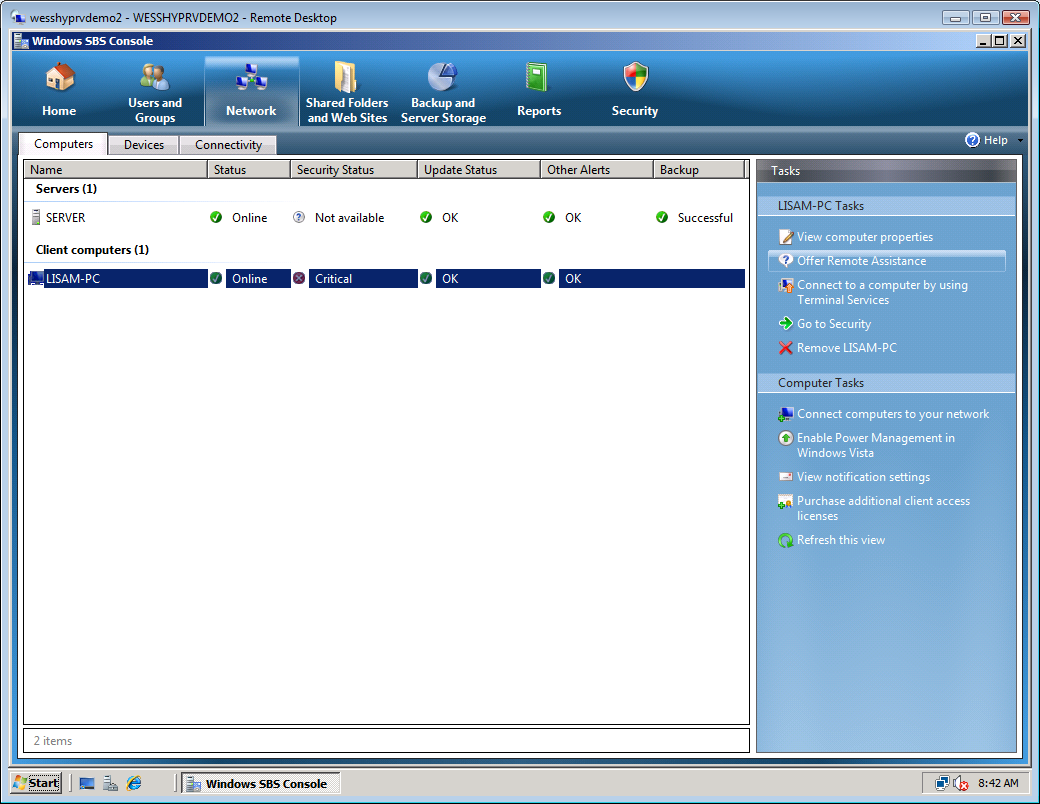 wesshyprvdemo2 - WESSHYPRVDEMO2 - Remote Desktop
Windows SBS Console
Home
Users and
Groups
Network
Shared Folders
and Web Sites
Backup and
Server Storage
Reports
Security
Computers
Devices
Connectivity
Help
Name Status Security Status Update Status Other Alerts Backup
Servers (1)
SERVER Online Not available OK OK Successful
Client computers (1)
LISAM-PC Online Critical OK OK
2 items
Tasks
LISAM-PC Tasks
View computer properties
Offer Remote Assistance
Connect to a computer by using
Terminal Services
Go to Security
Remove LISAM-PC
Computer Tasks
Connect computers to your network
Enable Power Management in
Windows Vista
View notification settings
Purchase additional client access
licenses
Refresh this view
Start
Windows SBS Console
8:42 AM